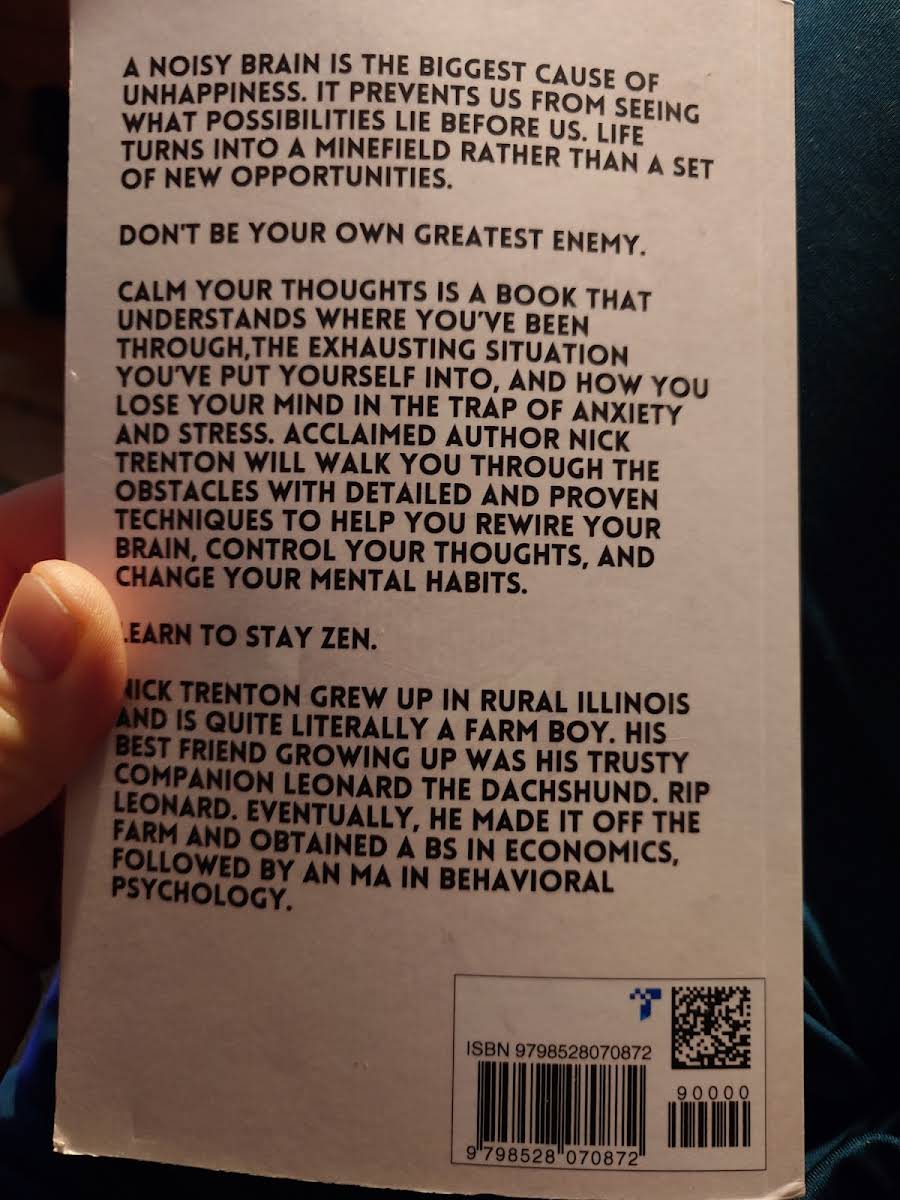 A NOISY BRAIN IS THE BIGGEST CAUSE OF
UNHAPPINESS. IT PREVENTS US FROM SEEING
WHAT POSSIBILITIES LIE BEFORE US. LIFE
TURNS INTO A MINEFIELD RATHER THAN A SET
OF NEW OPPORTUNITIES.
DON'T BE YOUR OWN GREATEST ENEMY.
CALM YOUR THOUGHTS IS A BOOK THAT
UNDERSTANDS WHERE YOU'VE BEEN
THROUGH,THE EXHAUSTING SITUATION
YOU'VE PUT YOURSELF INTO, AND HOW YOU
LOSE YOUR MIND IN THE TRAP OF ANXIETY
AND STRESS. ACCLAIMED AUTHOR NICK
TRENTON WILL WALK YOU THROUGH THE
OBSTACLES WITH DETAILED AND PROVEN
TECHNIQUES TO HELP YOU REWIRE YOUR
BRAIN, CONTROL YOUR THOUGHTS, AND
CHANGE YOUR MENTAL HABITS.
LEARN TO STAY ZEN.
NICK TRENTON GREW UP IN RURAL ILLINOIS
AND IS QUITE LITERALLY A FARM BOY. HIS
BEST FRIEND GROWING UP WAS HIS TRUSTY
COMPANION LEONARD THE DACHSHUND. RIP
LEONARD. EVENTUALLY, HE MADE IT OFF THE
FARM AND OBTAINED A BS IN ECONOMICS,
FOLLOWED BY AN MA IN BEHAVIORAL
PSYCHOLOGY.
ISBN 9798528070872
90000
9 798528 070872